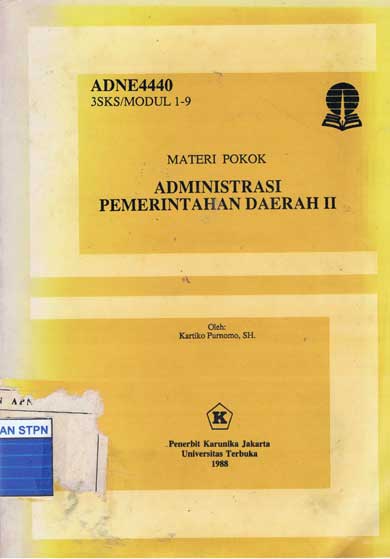 ADNE4440
3SKS/MODUL 1-9
MATERI POKOK
ADMINISTRASI
PEMERINTAHAN DAERAH II
Oleh:
Kartiko Purnomo, SH.
AN STPN
K
Penerbit Karunika Jakarta
Universitas Terbuka
1988